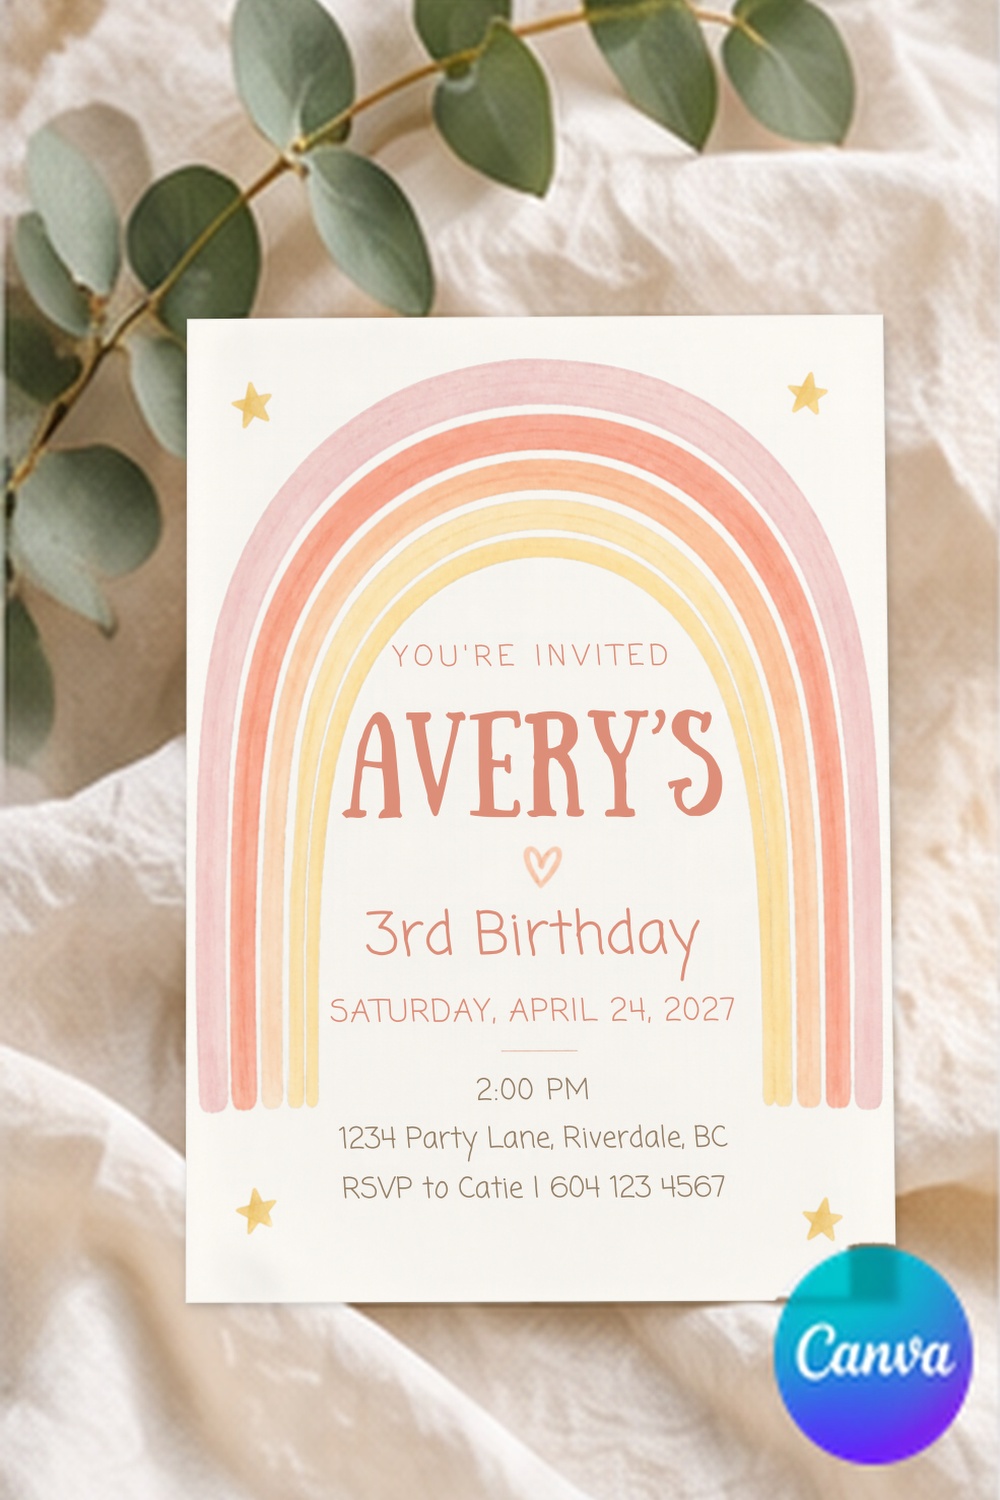 YOU'RE INVITED
AVERY'S
3rd Birthday
SATURDAY, APRIL 24, 2027
2:00 PM
1234 Party Lane, Riverdale, BC
RSVP to Catie | 604 123 4567
Canva